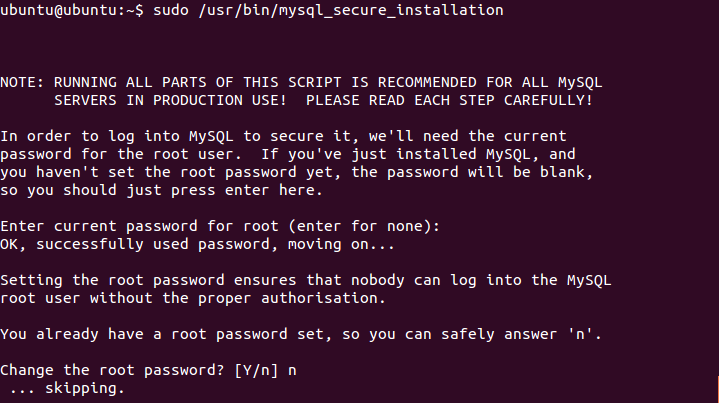 ubuntu@ubuntu:~$ sudo /usr/bin/mysql_secure_installation
NOTE: RUNNING ALL PARTS OF THIS SCRIPT IS RECOMMENDED FOR ALL MySQL
      SERVERS IN PRODUCTION USE!  PLEASE READ EACH STEP CAREFULLY!
In order to log into MySQL to secure it, we'll need the current
password for the root user.  If you've just installed MySQL, and
you haven't set the root password yet, the password will be blank,
so you should just press enter here.
Enter current password for root (enter for none):
OK, successfully used password, moving on...
Setting the root password ensures that nobody can log into the MySQL
root user without the proper authorisation.
You already have a root password set, so you can safely answer 'n'.
Change the root password? [Y/n] n
 ... skipping.